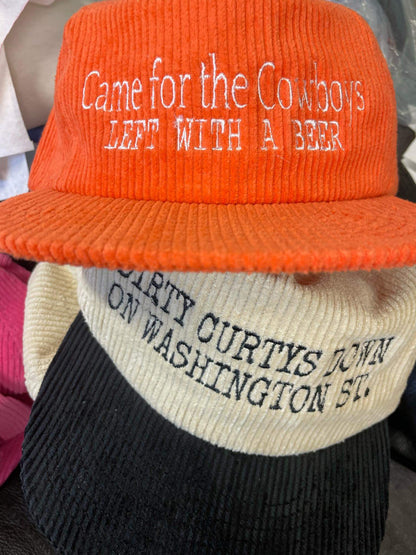 Came for the Cowboys
LEFT WITH A BEER
DIRTY CURTYS DOWN
ON WASHINGTON ST.